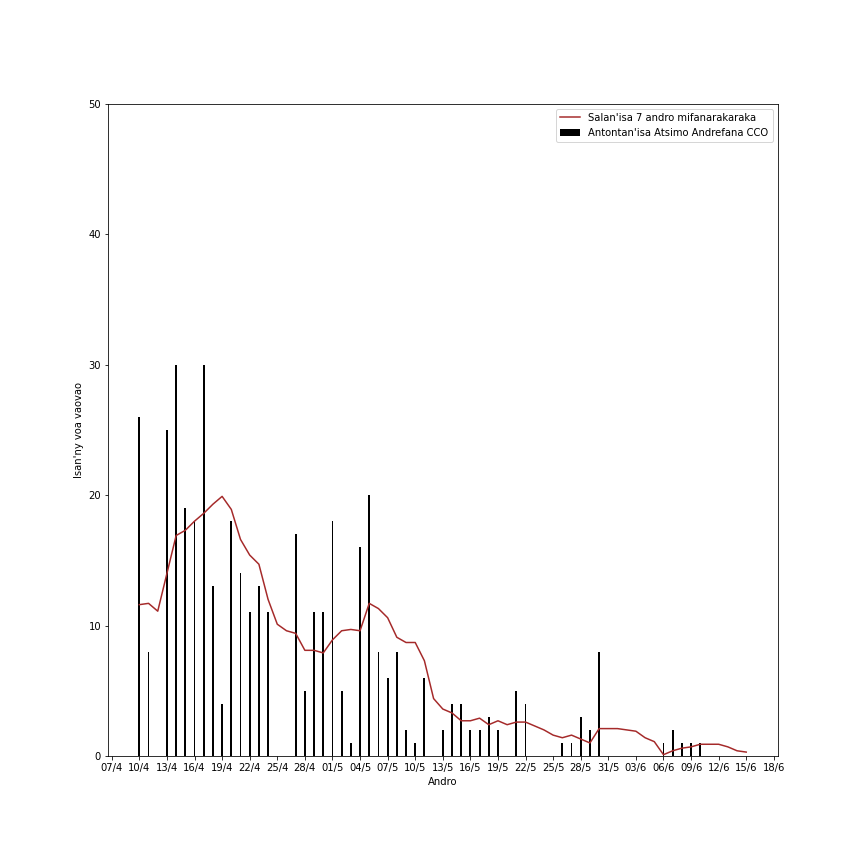 50
40
30
20
10
0
Isan'ny voa vaovao
Salan'isa 7 andro mifanarakaraka
Antontan'isa Atsimo Andrefana CCO
07/4 10/4 13/4 16/4 19/4 22/4 25/4 28/4 01/5 04/5 07/5 10/5 13/5 16/5 19/5 22/5 25/5 28/5 31/5 03/6 06/6 09/6 12/6 15/6 18/6
Andro